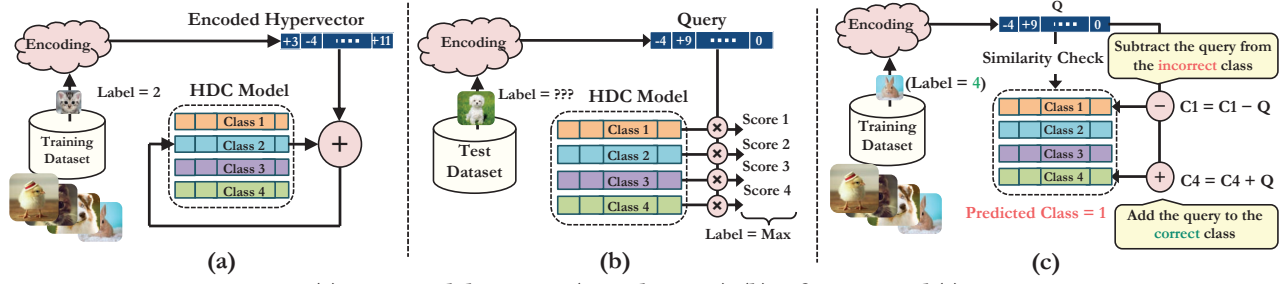 Encoding
Encoded Hypervector
+3 -4 +11
Label = 2
HDC Model
Training
Dataset
Class 1
Class 2
Class 3
Class 4
+
(a)
Encoding
Query
-4 +9 0
Label = ???
HDC Model
Test
Dataset
Class 1
Class 2
Class 3
Class 4
×
×
×
×
Score 1
Score 2
Score 3
Score 4
Label = Max
(b)
Encoding
Q
-4 +9 0
Similarity Check
Subtract the query from
the incorrect class
(Label = 4)
Training
Dataset
Class 1
Class 2
Class 3
Class 4
−
C1 = C1 − Q
+
C4 = C4 + Q
Predicted Class = 1
Add the query to the
correct class
(c)